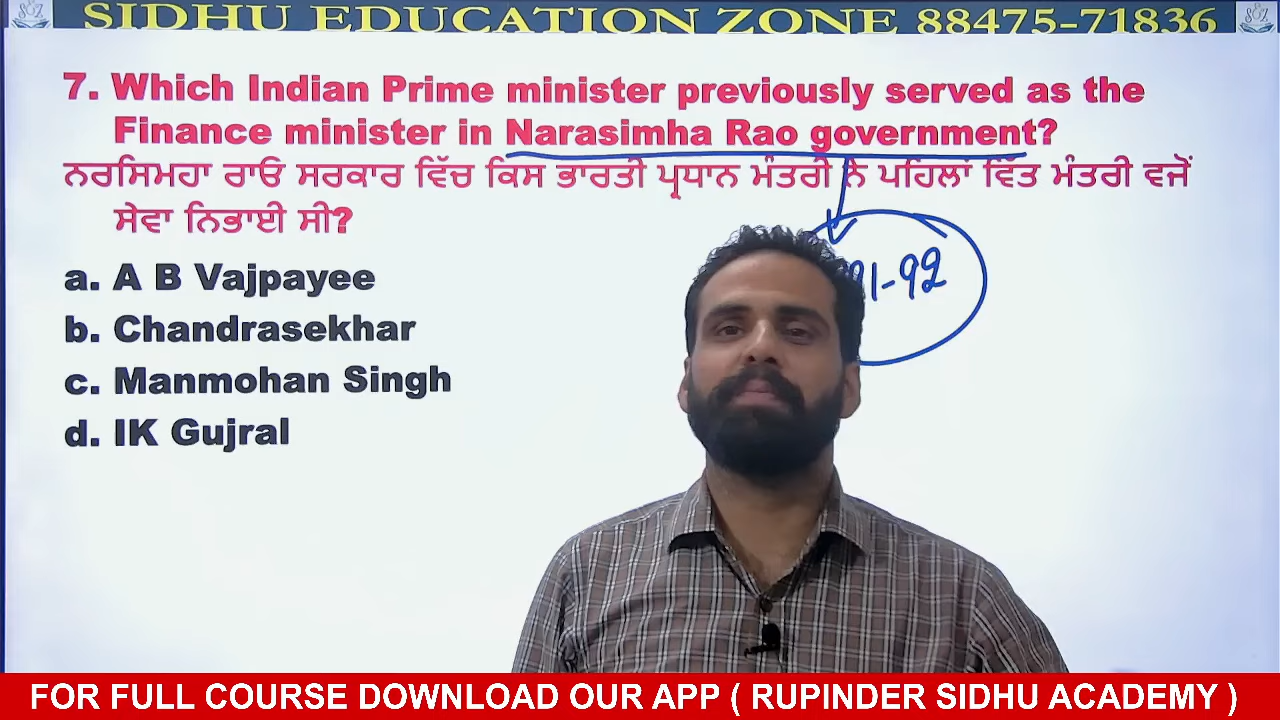 SIDHU EDUCATION ZONE 88475-71836
7. Which Indian Prime minister previously served as the
Finance minister in Narasimha Rao government?
ਨਰਸਿਮਹਾ ਰਾਓ ਸਰਕਾਰ ਵਿੱਚ ਕਿਸ ਭਾਰਤੀ ਪ੍ਰਧਾਨ ਮੰਤਰੀ ਨੇ ਪਹਿਲਾਂ ਵਿੱਤ ਮੰਤਰੀ ਵਜੋਂ
ਸੇਵਾ ਨਿਭਾਈ ਸੀ?
91-92
a. A B Vajpayee
b. Chandrasekhar
c. Manmohan Singh
d. IK Gujral
FOR FULL COURSE DOWNLOAD OUR APP ( RUPINDER SIDHU ACADEMY )